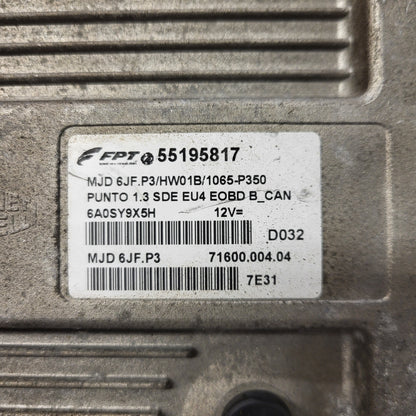 FPT 55195817
MJD 6JF.P3/HW01B/1065-P350
PUNTO 1.3 SDE EU4 EOBD B_CAN
6A0SY9X5H 12V=
D032
MJD 6JF.P3 71600.004.04
7E31